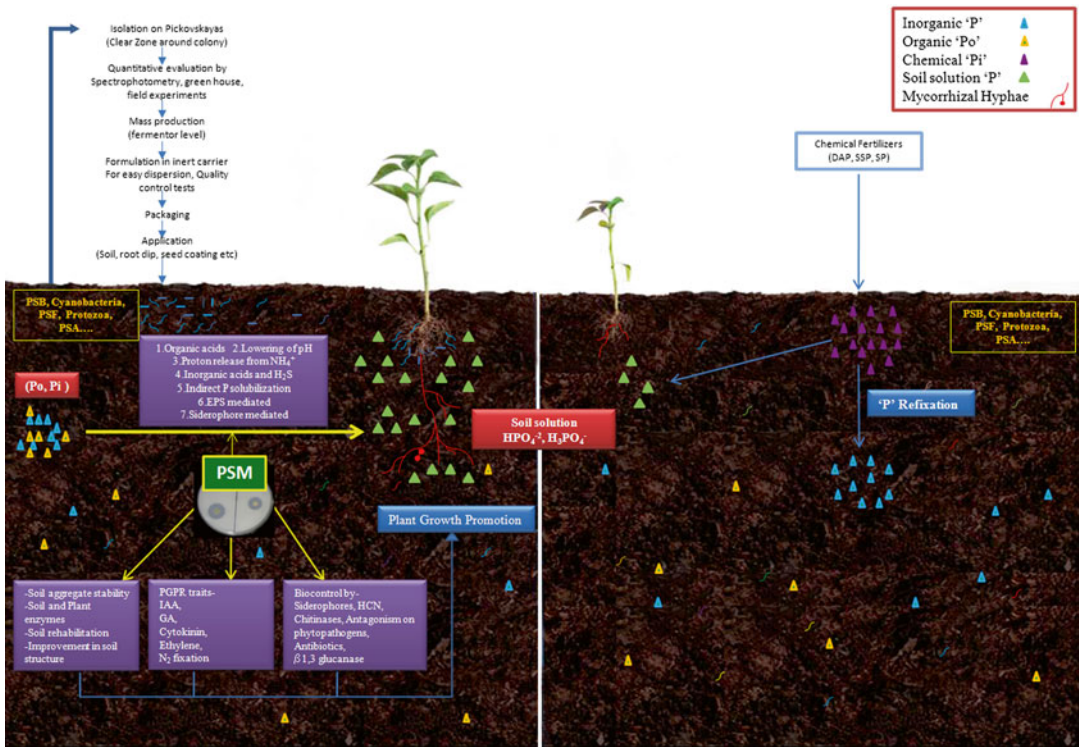 Isolation on Pickovskayas
(Clear Zone around colony)
Quantitative evaluation by
Spectrophotometry, green house,
field experiments
Mass production
(fermentor level)
Formulation in inert carrier
For easy dispersion, Quality
control tests
Packaging
Application
(Soil, root dip, seed coating etc)
Inorganic ‘P’
Organic ‘Po’
Chemical ‘Pi’
Soil solution ‘P’
Mycorrhizal Hyphae
Chemical Fertilizers
(DAP, SSP, SP)
PSB, Cyanobacteria,
PSF, Protozoa,
PSA....
1.Organic acids 2.Lowering of pH
3.Proton release from NH₄⁺
4.Inorganic acids and H₂S
5.Indirect P solubilization
6.EPS mediated
7.Siderophore mediated
(Po, Pi )
PSM
Soil solution
HPO₄⁻², H₃PO₄⁻
Plant Growth Promotion
-Soil aggregate stability
-Soil and Plant
enzymes
-Soil rehabilitation
-Improvement in soil
structure
PGPR traits-
IAA,
GA,
Cytokinin,
Ethylene,
N₂ fixation
Biocontrol by-
Siderophores, HCN,
Chitinases, Antagonism on
phytopathogens,
Antibiotics,
β1,3 glucanase
PSB, Cyanobacteria,
PSF, Protozoa,
PSA....
‘P’ Refixation